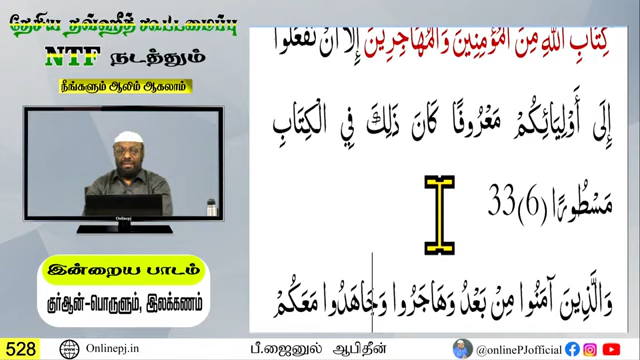 தேசிய தவ்ஹீத் கூட்டமைப்பு
NTF நடத்தும்
நீங்களும் ஆலிம் ஆகலாம்
Onlinepj
இன்றைய பாடம்
குர்ஆன்-பொருளும், இலக்கணம்
كِتَابِ اللَّهِ مِنَ الْمُؤْمِنِينَ وَالْمُهَاجِرِينَ إِلَّا أَنْ تَفْعَلُوا
إِلَى أَوْلِيَائِكُمْ مَعْرُوفًا كَانَ ذَلِكَ فِي الْكِتَابِ
مَسْطُورًا (6)33
وَالَّذِينَ آمَنُوا مِنْ بَعْدُ وَهَاجَرُوا وَجَاهَدُوا مَعَكُمْ
528 Onlinepj.in பீ.ஜைனுல் ஆபிதீன் @onlinePJofficial